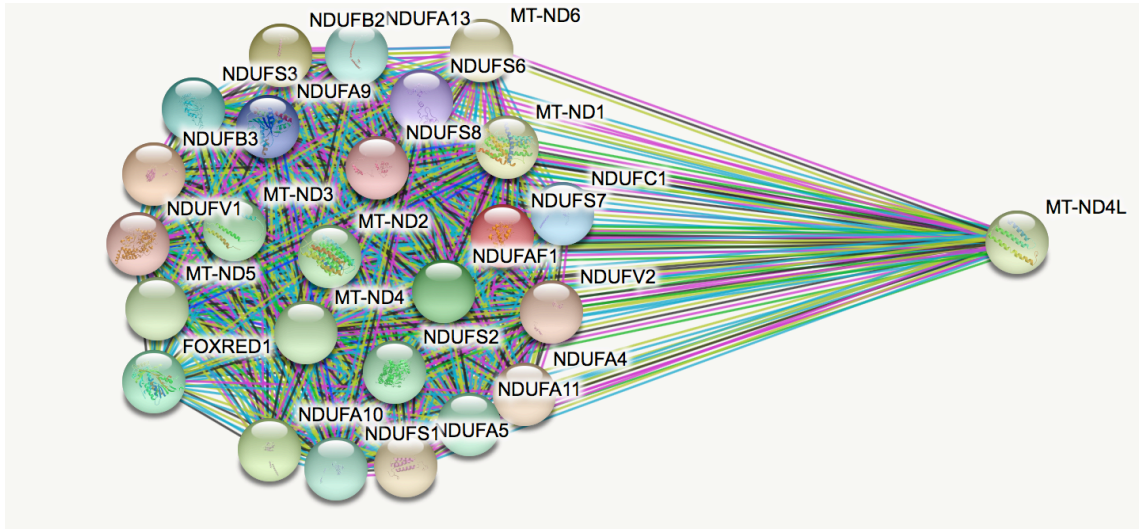 NDUFB2
NDUFA13
MT-ND6
NDUFS3
NDUFS6
NDUFA9
MT-ND1
NDUFB3
NDUFS8
NDUFC1
MT-ND3
NDUFS7
NDUFV1
MT-ND2
MT-ND4L
NDUFAF1
MT-ND5
NDUFV2
MT-ND4
NDUFS2
FOXRED1
NDUFA4
NDUFA11
NDUFA10
NDUFS1
NDUFA5